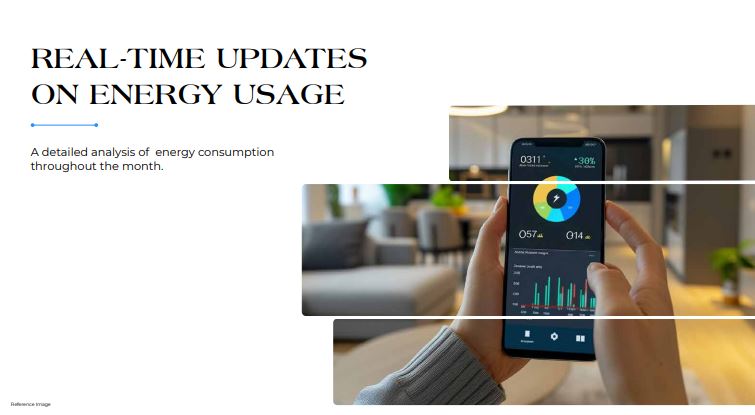 REAL-TIME UPDATES
ON ENERGY USAGE
A detailed analysis of  energy consumption
throughout the month.
0311
30%
057
014
Reference Image